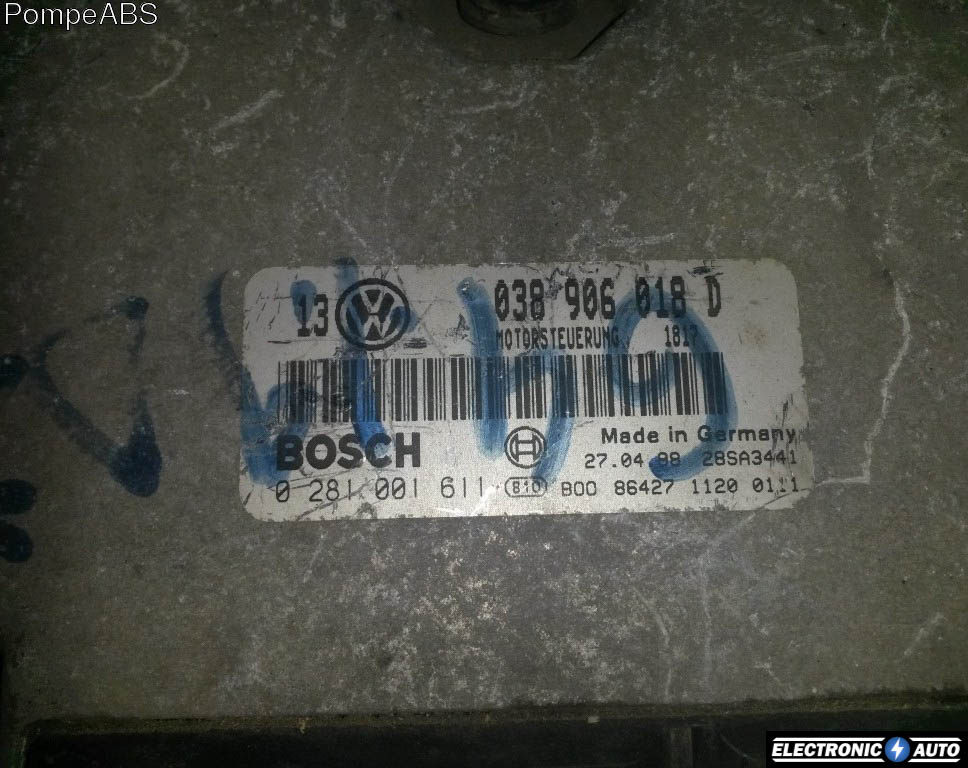 PompeABS
13 038 906 018 D
MOTORSTEUERUNG 1817
BOSCH
Made in Germany
27.04.98 28SA3441
0 281 001 611 810 B00 86427 1120 0111
ELECTRONIC AUTO